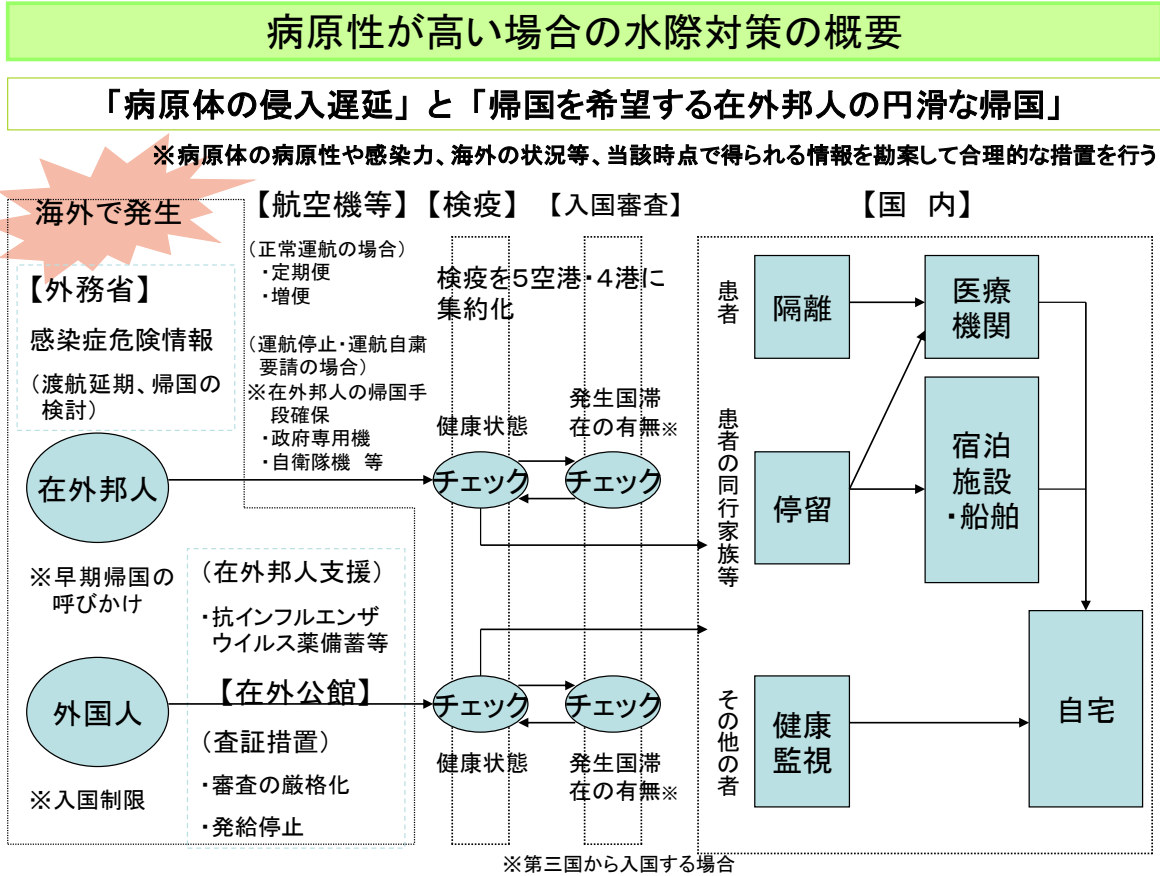 病原性が高い場合の水際対策の概要
「病原体の侵入遅延」と「帰国を希望する在外邦人の円滑な帰国」
※病原体の病原性や感染力、海外の状況等、当該時点で得られる情報を勘案して合理的な措置を行う
海外で発生
【外務省】
感染症危険情報
(渡航延期、帰国の
検討)
在外邦人
※早期帰国の
呼びかけ
外国人
※入国制限
(在外邦人支援)
・抗インフルエンザ
ウイルス薬備蓄等
【在外公館】
(査証措置)
・審査の厳格化
・発給停止
【航空機等】
(正常運航の場合)
・定期便
・増便
(運航停止・運航自粛
要請の場合)
※在外邦人の帰国手
段確保
・政府専用機
・自衛隊機 等
【検疫】
【入国審査】
検疫を5空港・4港に
集約化
健康状態
発生国滞
在の有無※
チェック
チェック
チェック
チェック
健康状態
発生国滞
在の有無※
※第三国から入国する場合
【国 内】
患者
隔離
医療
機関
患者の同行家族等
停留
宿泊
施設
・船舶
その他の者
健康
監視
自宅